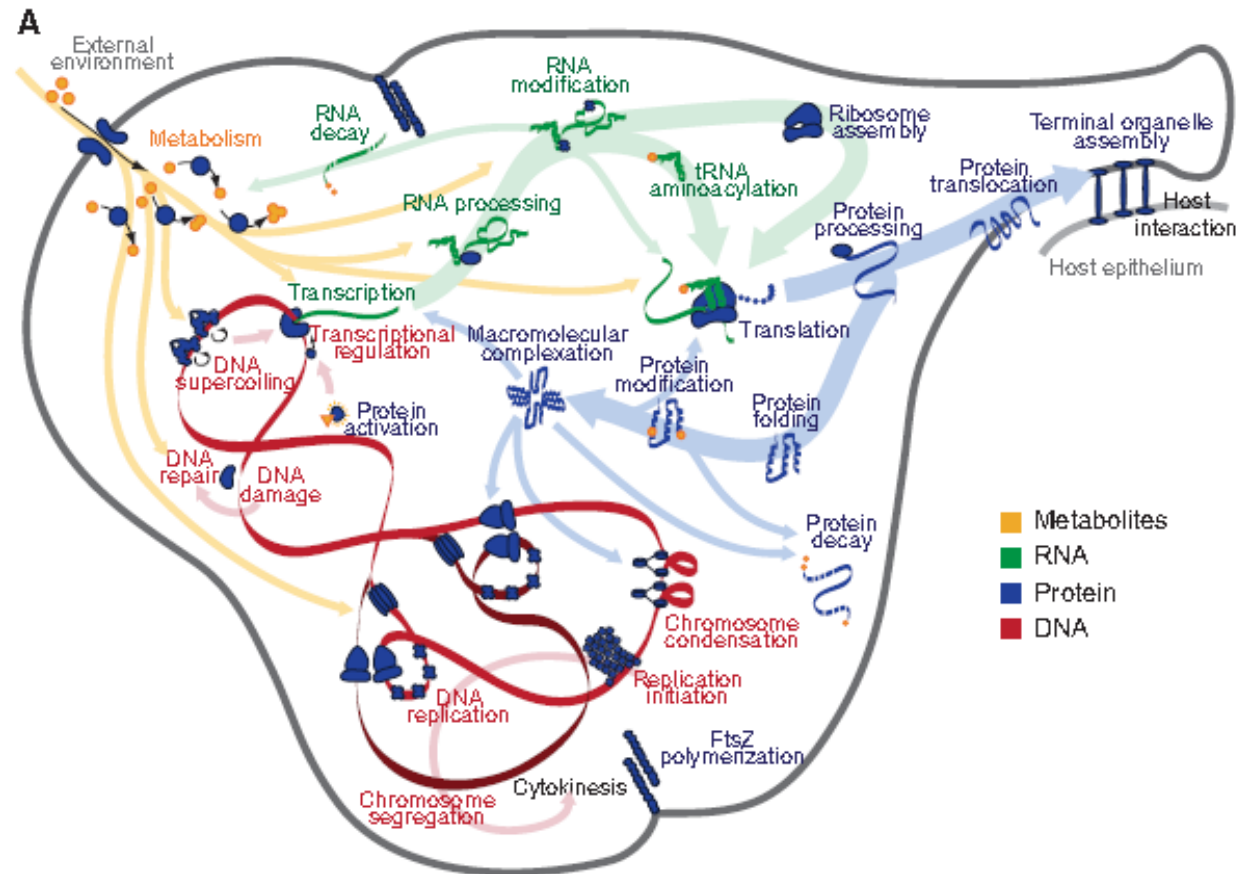 A
External
environment
Metabolism
RNA
decay
RNA
modification
Ribosome
assembly
tRNA
aminoacylation
Terminal organelle
assembly
Protein
translocation
Host
interaction
Host epithelium
RNA processing
Protein
processing
Transcription
Transcriptional
regulation
DNA
supercoiling
Macromolecular
complexation
Translation
Protein
modification
Protein
folding
Protein
activation
DNA
repair
DNA
damage
Protein
decay
Metabolites
RNA
Protein
DNA
Chromosome
condensation
Replication
initiation
DNA
replication
FtsZ
polymerization
Cytokinesis
Chromosome
segregation